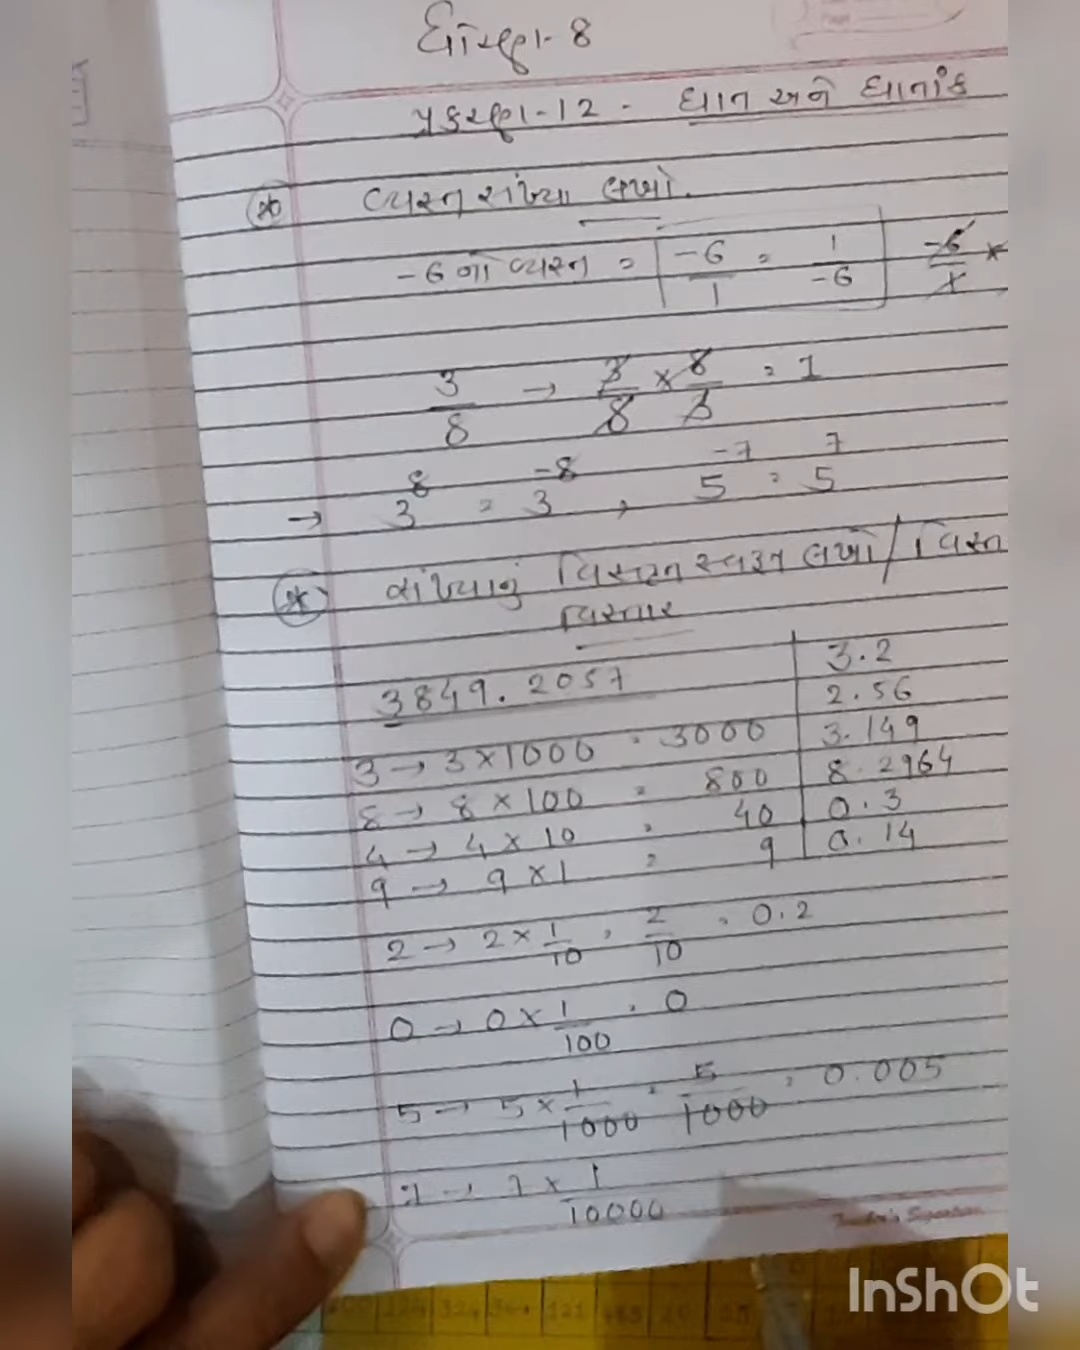 ધોરણ - 8
પ્રકરણ - 12 - ઘાત અને ઘાતાંક
વ્યસ્ત સંખ્યા લખો.
-6 નો વ્યસ્ત = -6/1 = 1/-6 -6/1 *
3/8 → 3/8 × 8/3 = 1
→ 3^8 = 3^-8 , 5^-7 = 5^7
* સંખ્યાનું સ્વરૂપ લખો /
વિસ્તાર
3849.2057
3.2
2.56
3 → 3 × 1000 = 3000 3.149
8 → 8 × 100 = 800 8.2964
4 → 4 × 10 = 40 0.3
9 → 9 × 1 = 9 0.14
2 → 2 × 1/10 = 2/10 = 0.2
0 → 0 × 1/100 = 0
5 → 5 × 1/1000 = 5/1000 = 0.005
7 → 7 × 1/10000
Teacher's Signature
InShOt